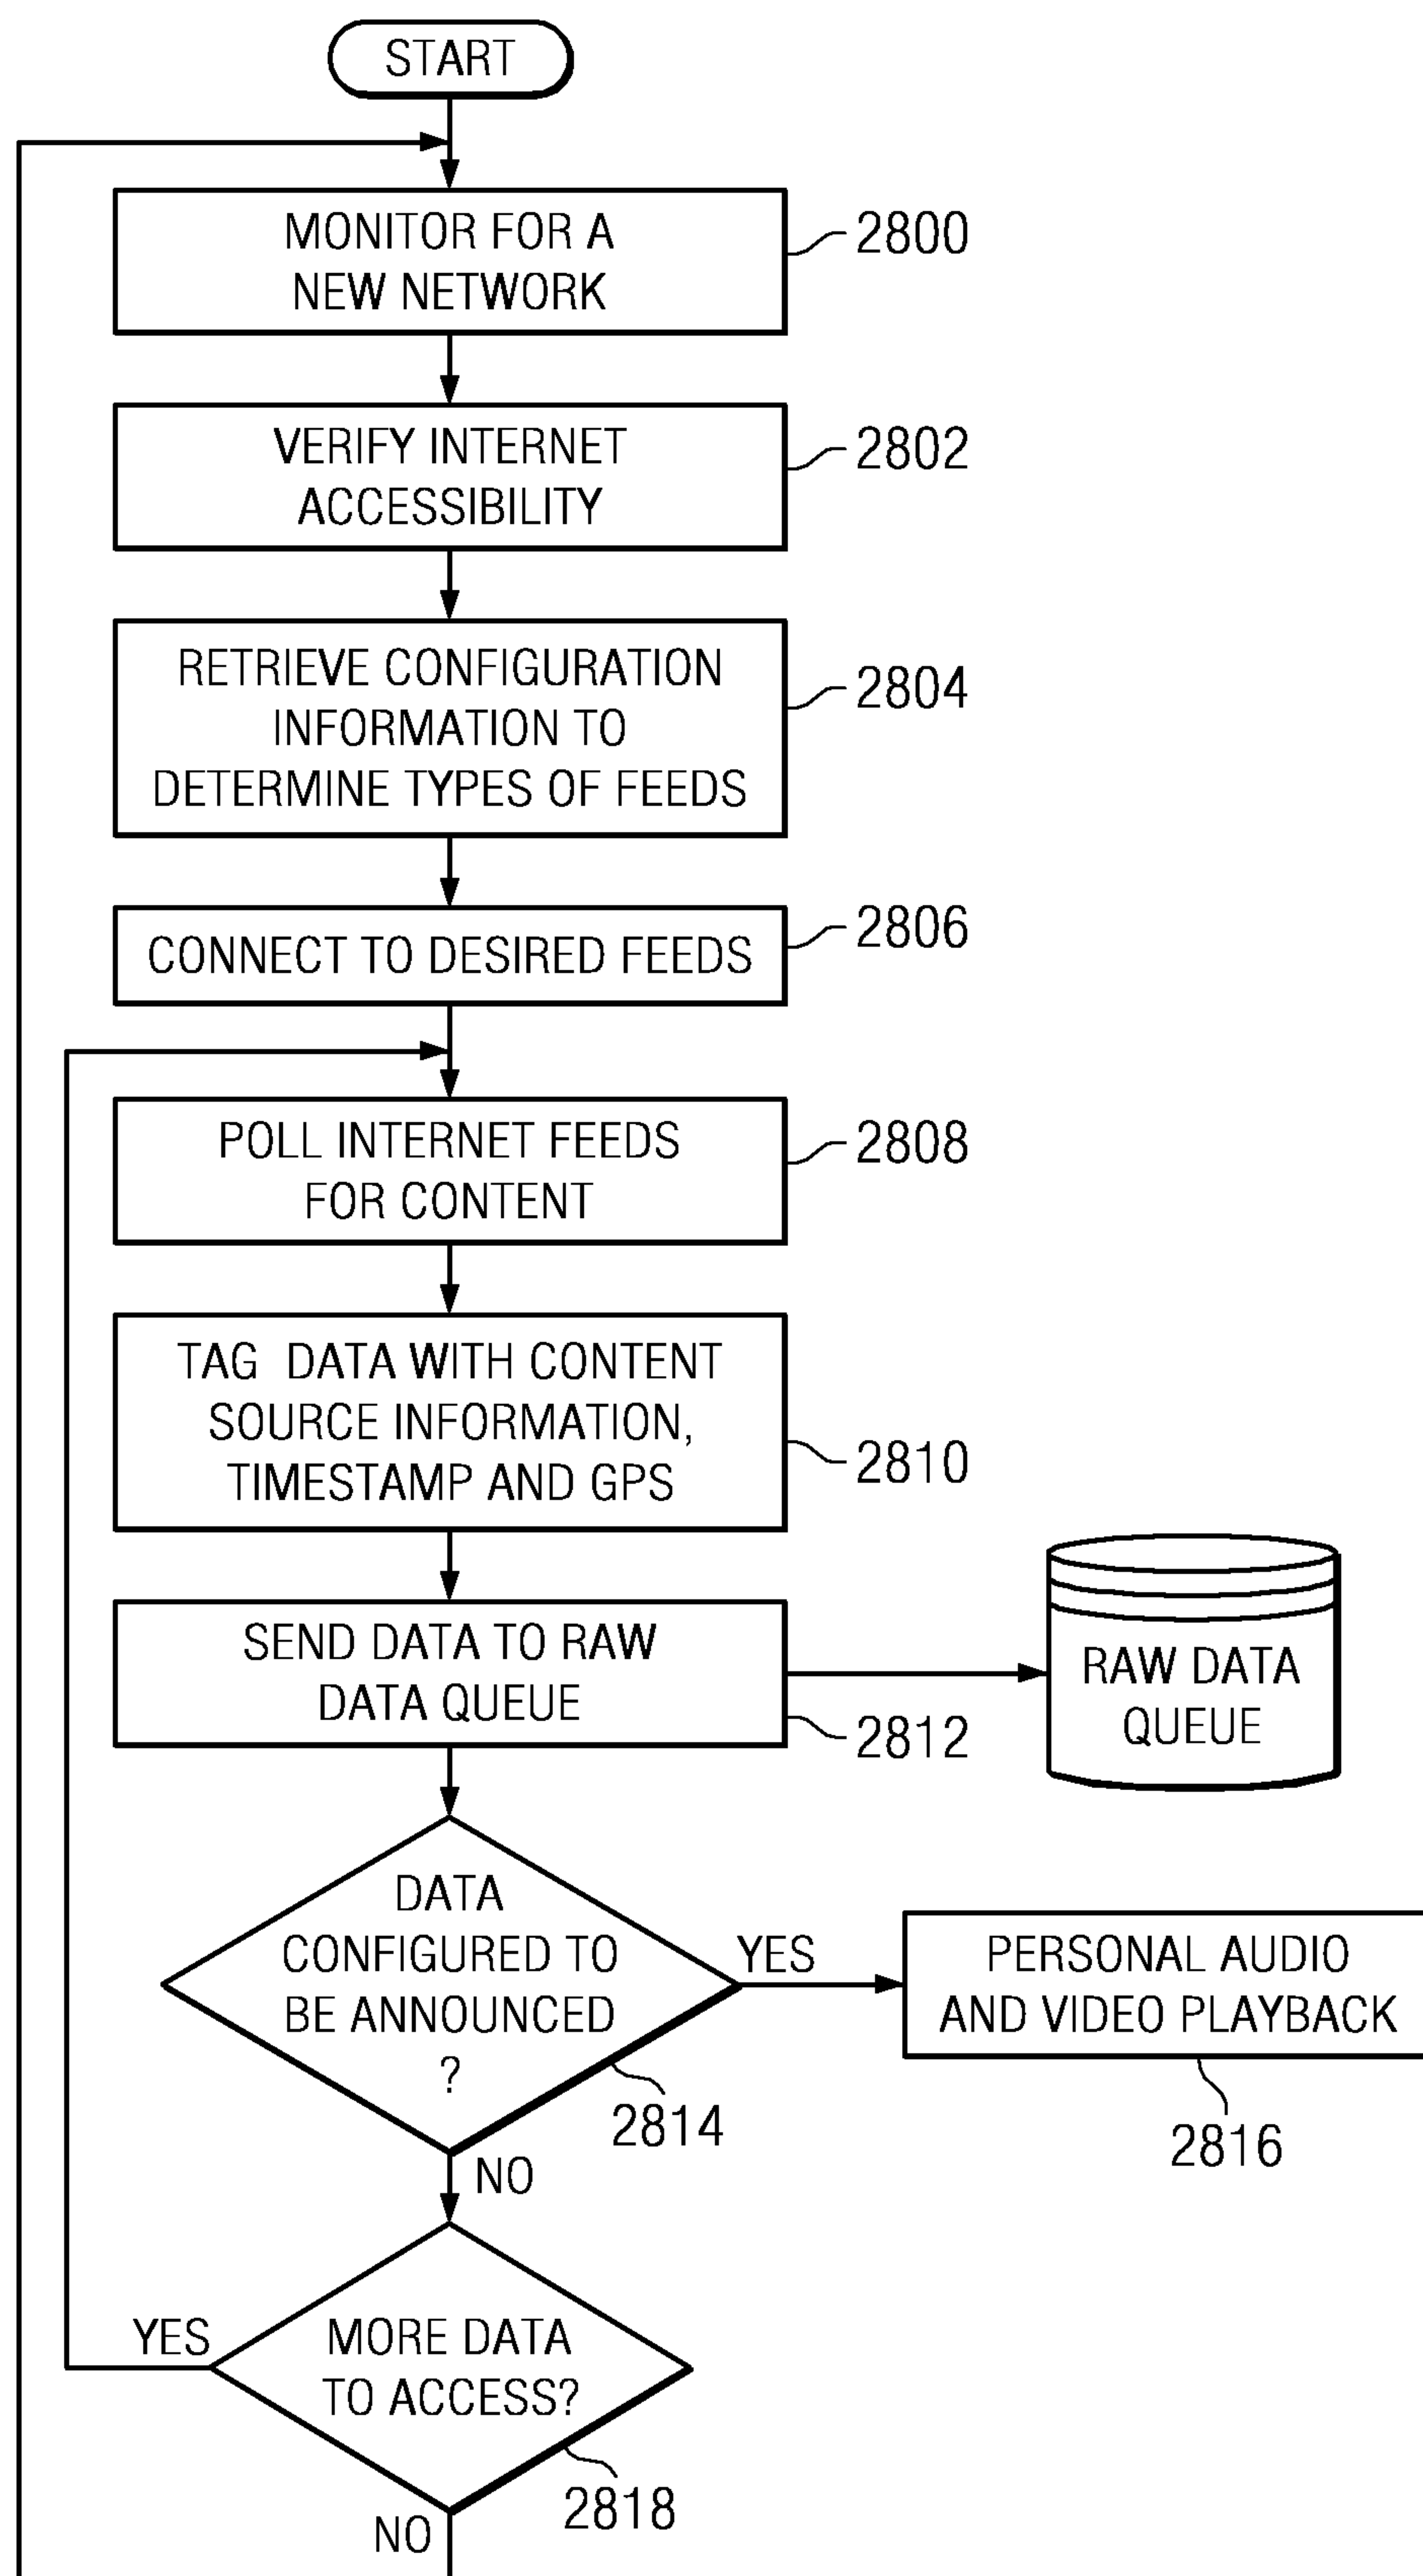 START
MONITOR FOR A
NEW NETWORK
2800
VERIFY INTERNET
ACCESSIBILITY
2802
RETRIEVE CONFIGURATION
INFORMATION TO
DETERMINE TYPES OF FEEDS
2804
CONNECT TO DESIRED FEEDS
2806
POLL INTERNET FEEDS
FOR CONTENT
2808
TAG DATA WITH CONTENT
SOURCE INFORMATION,
TIMESTAMP AND GPS
2810
SEND DATA TO RAW
DATA QUEUE
2812
RAW DATA
QUEUE
DATA
CONFIGURED TO
BE ANNOUNCED
?
2814
YES
PERSONAL AUDIO
AND VIDEO PLAYBACK
2816
NO
MORE DATA
TO ACCESS?
2818
YES
NO